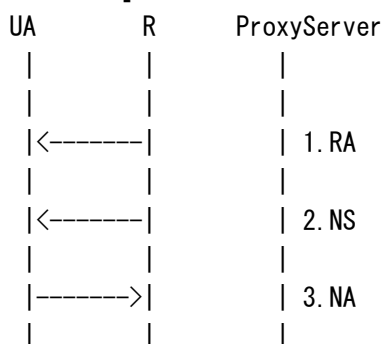 UA R ProxyServer
| | |
| | |
|<-------| | 1.RA
| | |
|<-------| | 2.NS
| | |
|------->| | 3.NA
| | |